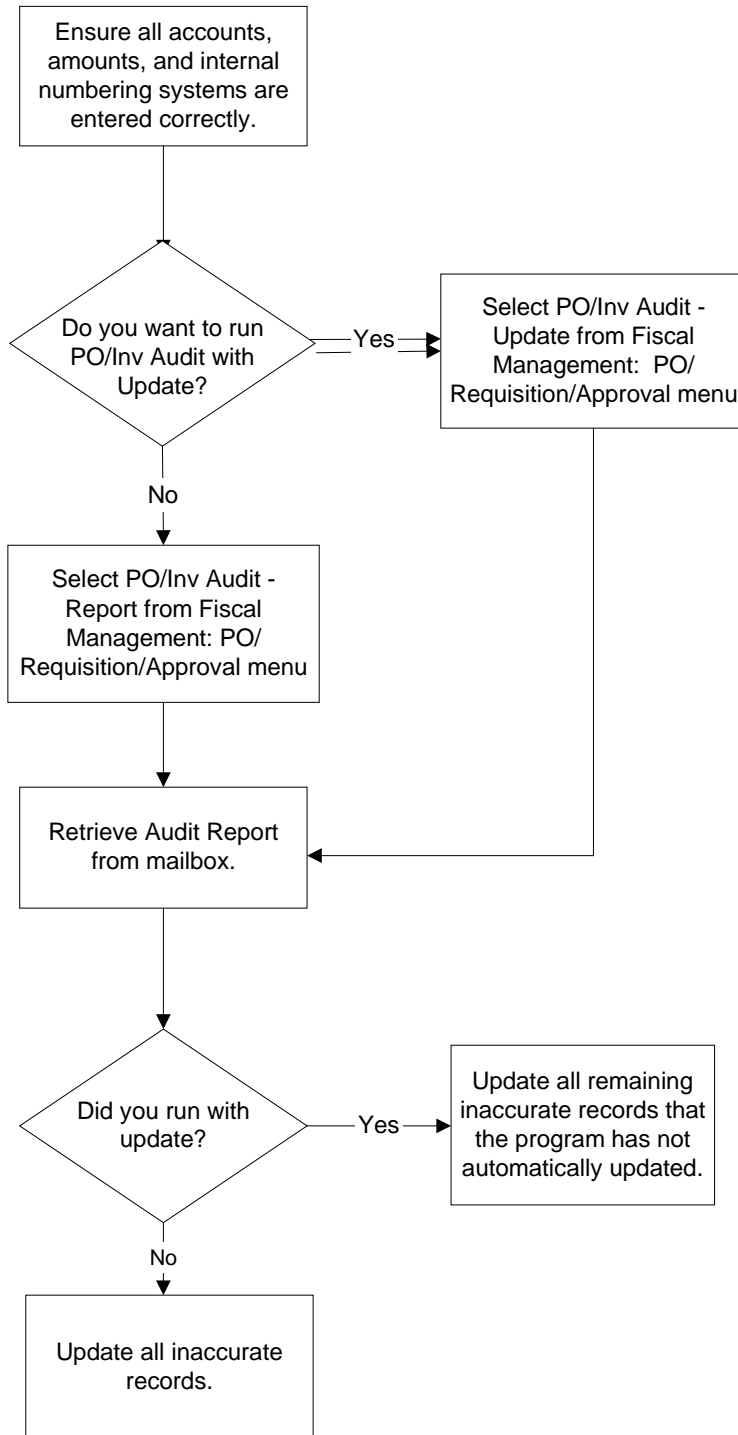 Ensure all accounts,
amounts, and internal
numbering systems are
entered correctly.
Do you want to run
PO/Inv Audit with
Update?
Yes
Select PO/Inv Audit -
Update from Fiscal
Management:  PO/
Requisition/Approval menu
No
Select PO/Inv Audit -
Report from Fiscal
Management: PO/
Requisition/Approval menu
Retrieve Audit Report
from mailbox.
Did you run with
update?
Yes
Update all remaining
inaccurate records that
the program has not
automatically updated.
No
Update all inaccurate
records.